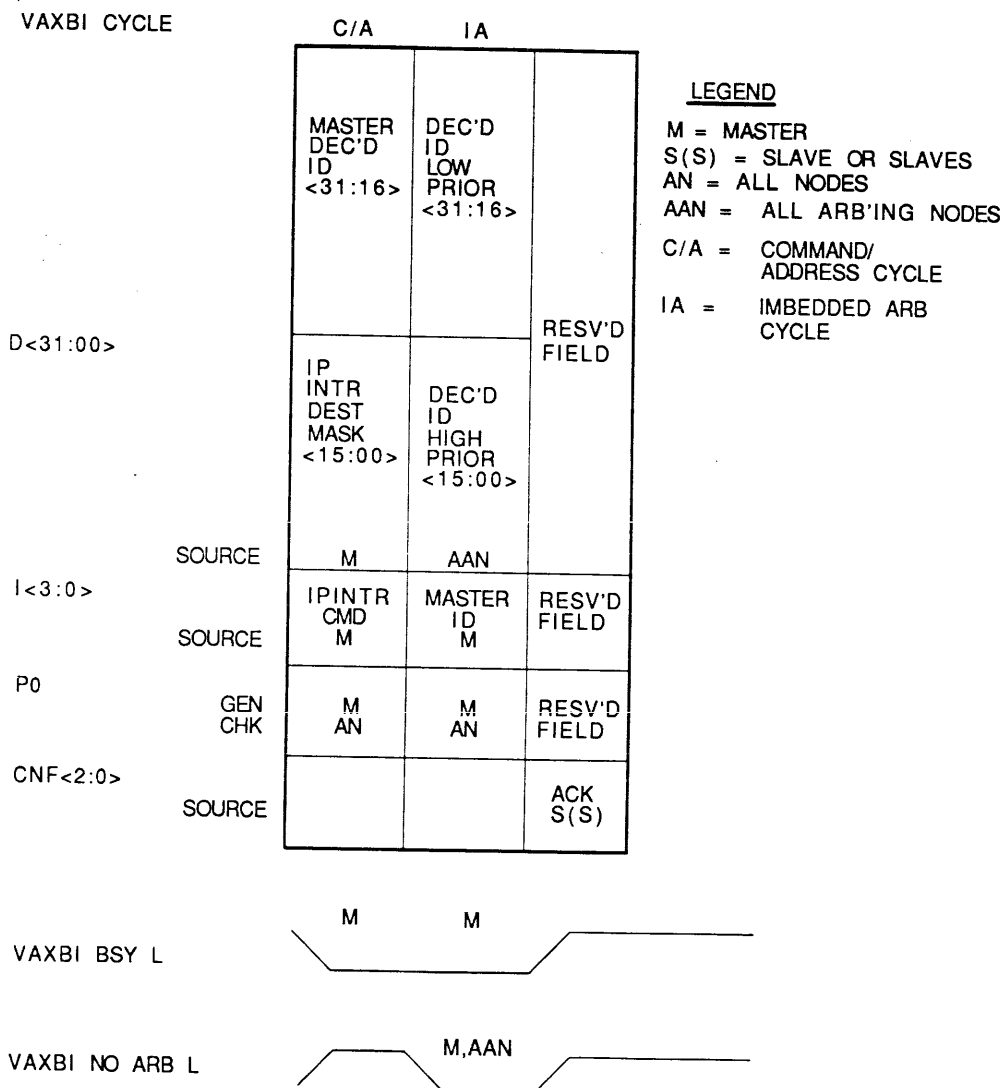 VAXBI CYCLE
C/A
IA
MASTER
DEC'D
ID
<31:16>
DEC'D
ID
LOW
PRIOR
<31:16>
D<31:00>
RESV'D
FIELD
IP
INTR
DEST
MASK
<15:00>
DEC'D
ID
HIGH
PRIOR
<15:00>
SOURCE M AAN
I<3:0>
IPINTR
CMD
MASTER
ID
RESV'D
FIELD
SOURCE M M
P0
GEN M M
CHK AN AN
RESV'D
FIELD
CNF<2:0>
SOURCE
ACK
S(S)
LEGEND
M = MASTER
S(S) = SLAVE OR SLAVES
AN = ALL NODES
AAN = ALL ARB'ING NODES
C/A = COMMAND/
ADDRESS CYCLE
IA = IMBEDDED ARB
CYCLE
M M
VAXBI BSY L
M,AAN
VAXBI NO ARB L